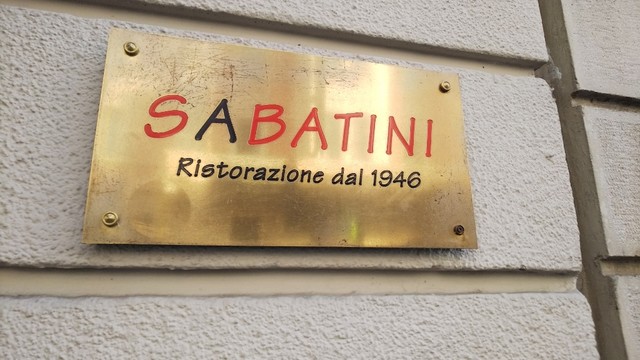 SABATINI
Ristorazione dal 1946